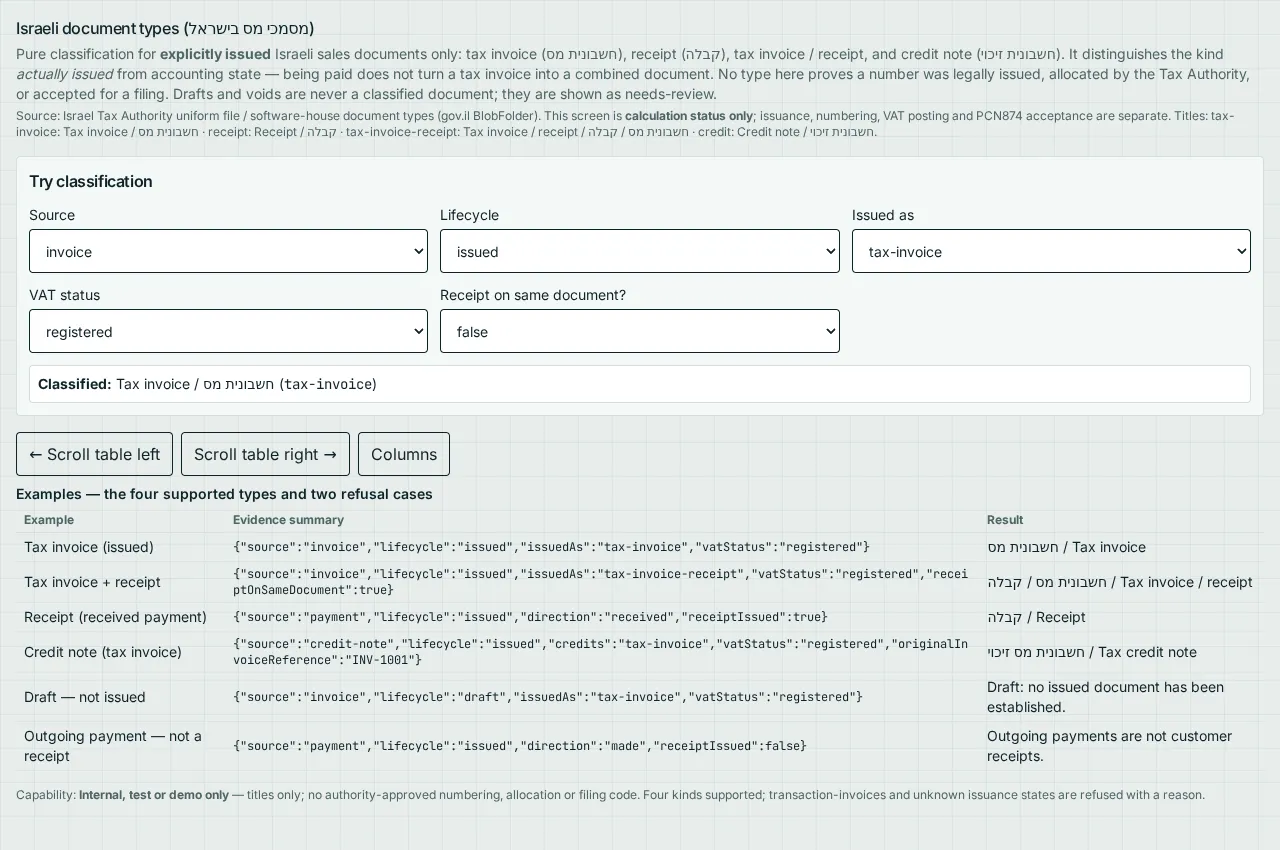 Israeli document types (מסמכי מס בישראל)
Pure classification for explicitly issued Israeli sales documents only: tax invoice (חשבונית מס), receipt (קבלה), tax invoice / receipt, and credit note (חשבונית זיכוי). It distinguishes the kind
actually issued from accounting state — being paid does not turn a tax invoice into a combined document. No type here proves a number was legally issued, allocated by the Tax Authority,
or accepted for a filing. Drafts and voids are never a classified document; they are shown as needs-review.
Source: Israel Tax Authority uniform file / software-house document types (gov.il BlobFolder). This screen is calculation status only; issuance, numbering, VAT posting and PCN874 acceptance are separate. Titles: tax-
invoice: Tax invoice / חשבונית מס · receipt: Receipt / קבלה · tax-invoice-receipt: Tax invoice / receipt / חשבונית מס / קבלה · credit: Credit note / חשבונית זיכוי.
Try classification
Source
Lifecycle
Issued as
invoice
issued
tax-invoice
VAT status
Receipt on same document?
registered
false
Classified: Tax invoice / חשבונית מס (tax-invoice)
← Scroll table left
Scroll table right →
Columns
Examples — the four supported types and two refusal cases
Example
Evidence summary
Result
Tax invoice (issued)
{"source":"invoice","lifecycle":"issued","issuedAs":"tax-invoice","vatStatus":"registered"}
חשבונית מס / Tax invoice
Tax invoice + receipt
{"source":"invoice","lifecycle":"issued","issuedAs":"tax-invoice-receipt","vatStatus":"registered","recei
ptOnSameDocument":true}
חשבונית מס / קבלה / Tax invoice / receipt
Receipt (received payment)
{"source":"payment","lifecycle":"issued","direction":"received","receiptIssued":true}
קבלה / Receipt
Credit note (tax invoice)
{"source":"credit-note","lifecycle":"issued","credits":"tax-invoice","vatStatus":"registered","originalIn
voiceReference":"INV-1001"}
חשבונית מס זיכוי / Tax credit note
Draft — not issued
{"source":"invoice","lifecycle":"draft","issuedAs":"tax-invoice","vatStatus":"registered"}
Draft: no issued document has been
established.
Outgoing payment — not a
receipt
{"source":"payment","lifecycle":"issued","direction":"made","receiptIssued":false}
Outgoing payments are not customer
receipts.
Capability: Internal, test or demo only — titles only; no authority-approved numbering, allocation or filing code. Four kinds supported; transaction-invoices and unknown issuance states are refused with a reason.